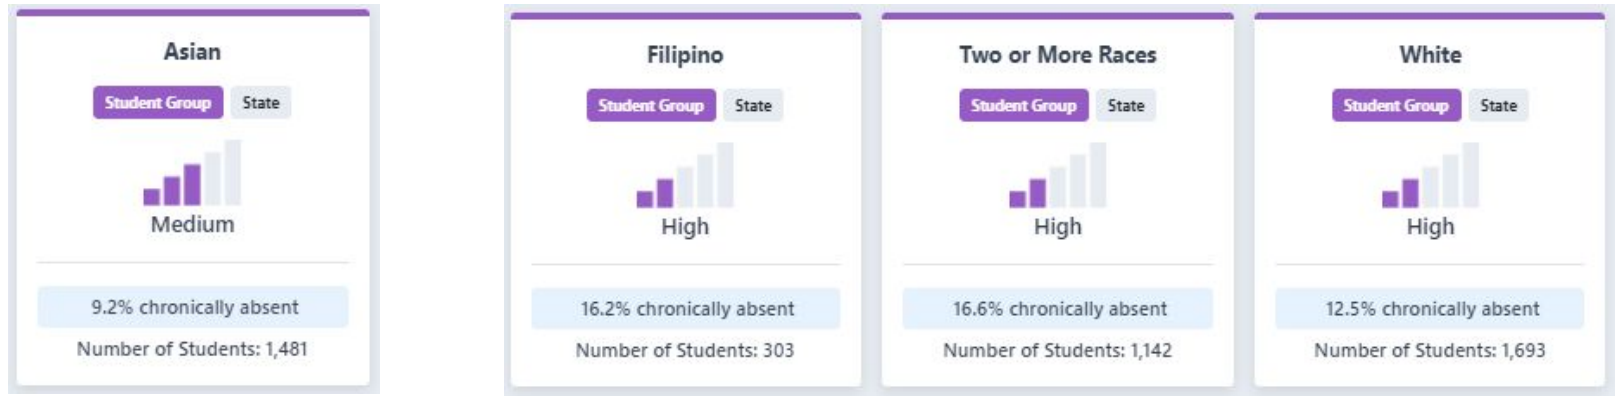 Asian
Student Group State
Medium
9.2% chronically absent
Number of Students: 1,481
Filipino
Student Group State
High
16.2% chronically absent
Number of Students: 303
Two or More Races
Student Group State
High
16.6% chronically absent
Number of Students: 1,142
White
Student Group State
High
12.5% chronically absent
Number of Students: 1,693